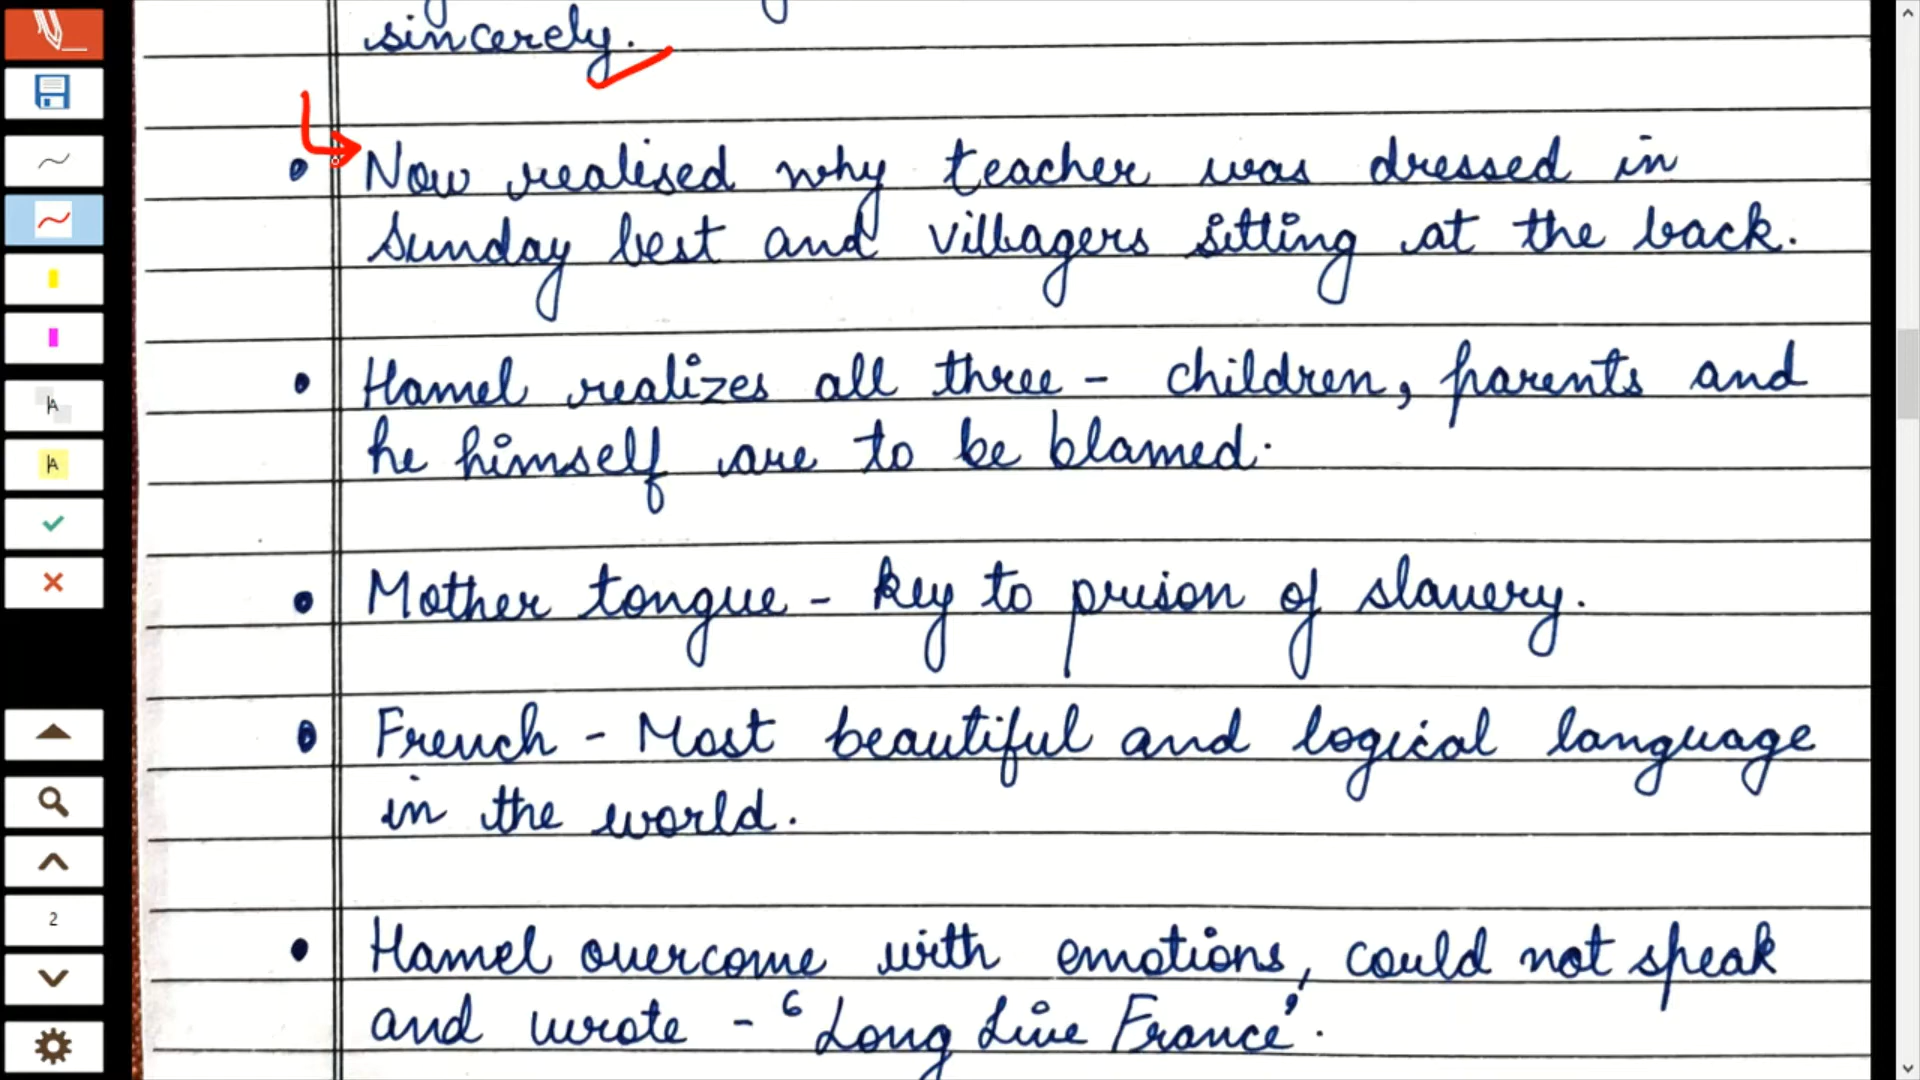 sincerely.
• Now realised why teacher was dressed in
Sunday best and villagers sitting at the back.
• Hamel realizes all three - children, parents and
he himself are to be blamed.
• Mother tongue - key to prison of slavery.
• French - Most beautiful and logical language
in the world.
• Hamel overcome with emotions, could not speak
and wrote - 'Long Live France'.
A
A
2